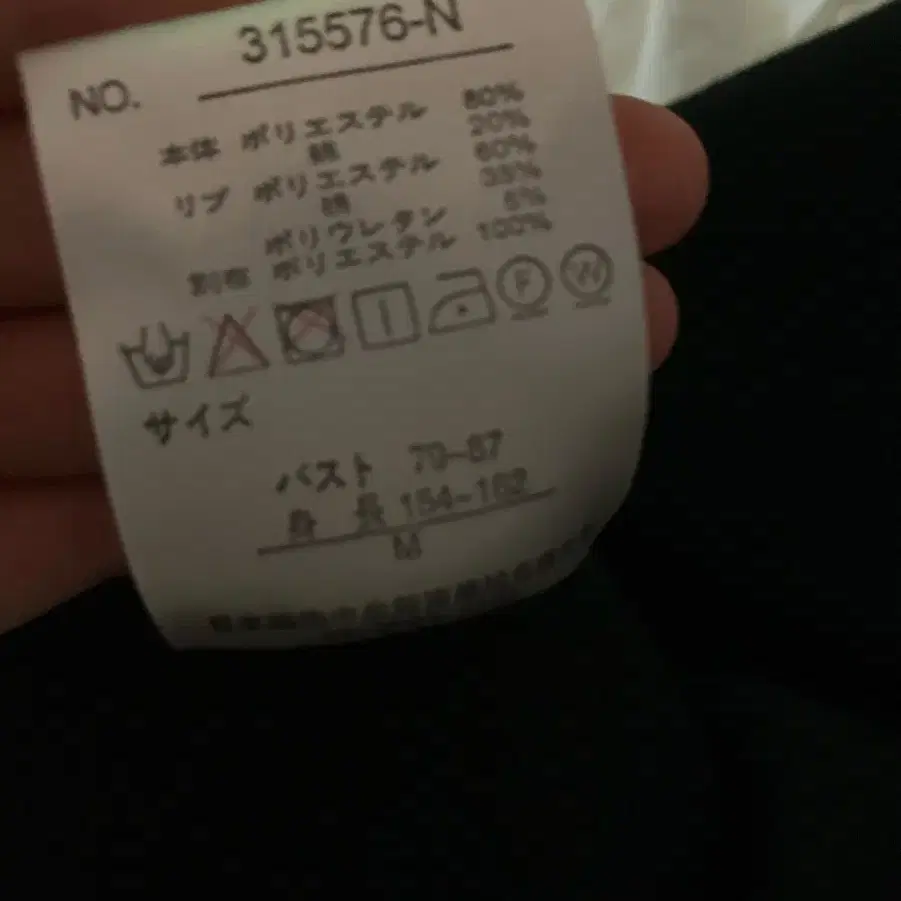 NO. 315576-N
本体 ポリエステル 80%
綿 20%
リブ ポリエステル 60%
綿 35%
ポリウレタン 5%
別布 ポリエステル 100%
F W
サイズ
バスト 79-87
身 長 154-162
M